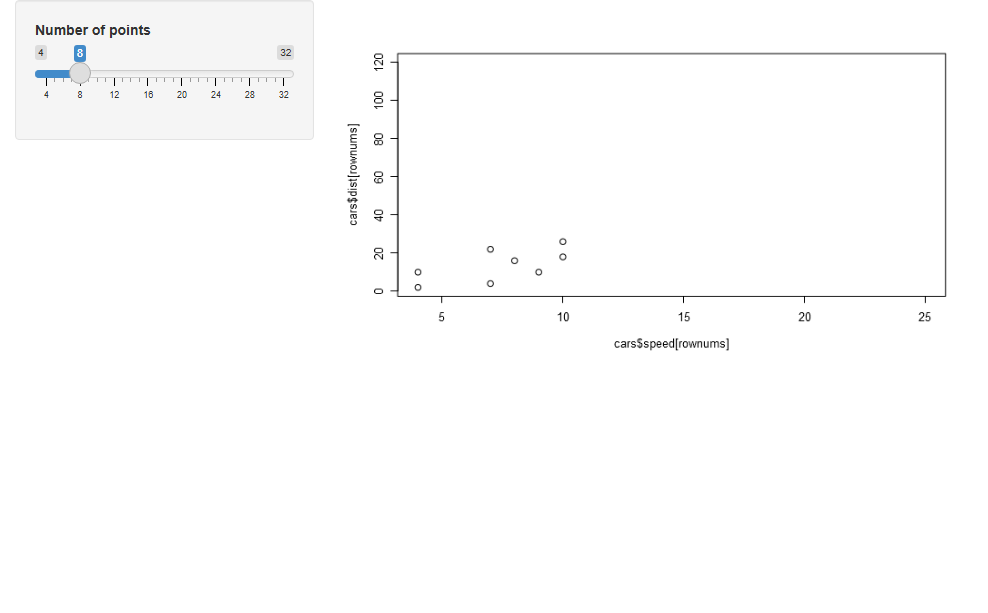 Number of points
4 8 32
4 8 12 16 20 24 28 32
120
100
80
60
40
20
0
cars$dist[rownums]
5 10 15 20 25
cars$speed[rownums]